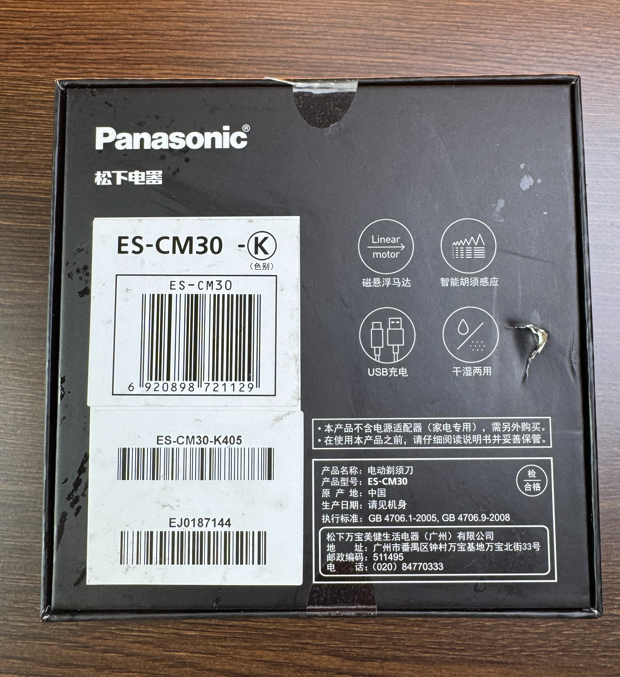 Panasonic®
松下电器
ES-CM30 -K
(色别)
ES-CM30
6 920898 721129
ES-CM30-K405
EJ0187144
Linear
motor
磁悬浮马达
智能胡须感应
USB充电
干湿两用
• 本产品不含电源适配器（家电专用），需另外购买。
• 在使用本产品之前，请仔细阅读说明书并妥善保管。
产品名称：电动剃须刀
产品型号：ES-CM30
原 产 地：中国
生产日期：请见机身
执行标准：GB 4706.1-2005, GB 4706.9-2008
检
合格
松下万宝美健生活电器（广州）有限公司
地 址：广州市番禺区钟村万宝基地万宝北街33号
邮政编码：511495
电 话：（020）84770333